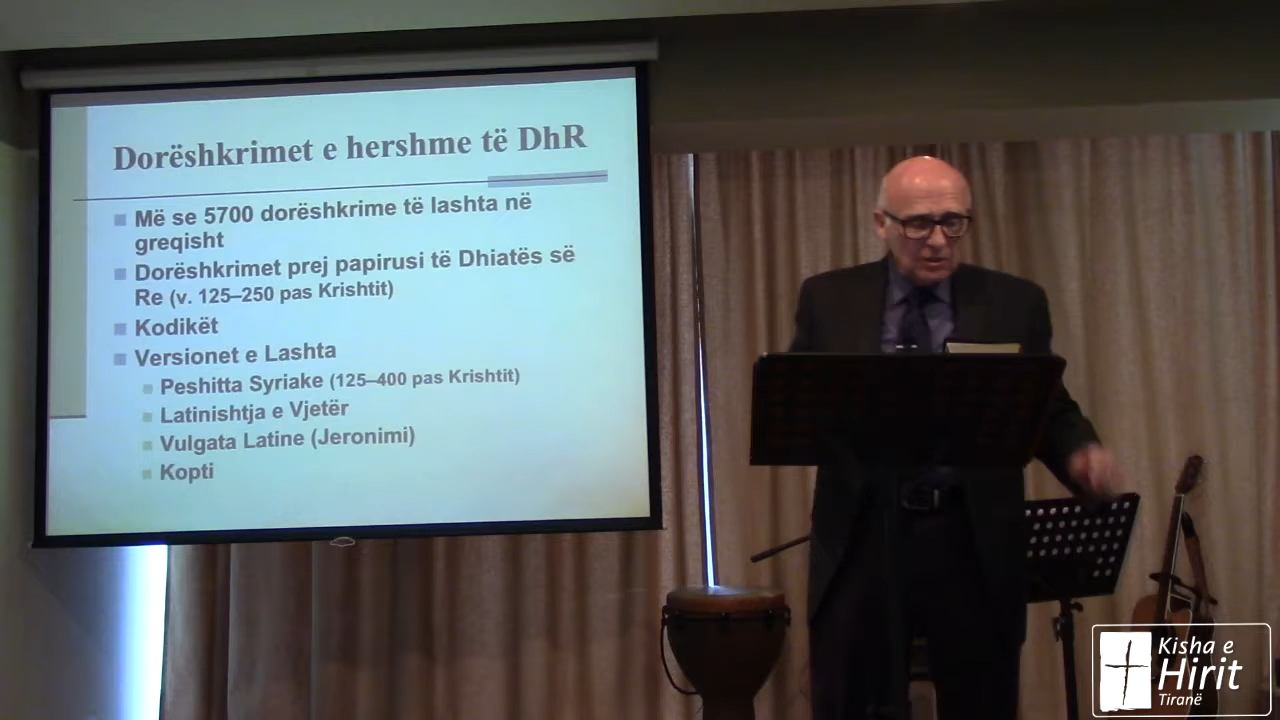 Dorëshkrimet e hershme të DhR
Më se 5700 dorëshkrime të lashta në
greqisht
Dorëshkrimet prej papirusi të Dhiatës së
Re (v. 125–250 pas Krishtit)
Kodikët
Versionet e Lashta
Peshitta Syriake (125–400 pas Krishtit)
Latinishtja e Vjetër
Vulgata Latine (Jeronimi)
Kopti
Kisha e
Hirit
Tiranë